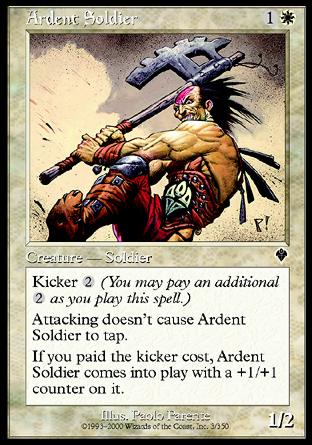 Ardent Soldier 1
Creature — Soldier
Kicker 2 (You may pay an additional
2 as you play this spell.)
Attacking doesn't cause Ardent
Soldier to tap.
If you paid the kicker cost, Ardent
Soldier comes into play with a +1/+1
counter on it.
Illus. Paolo Parente
©1993-2000 Wizards of the Coast, Inc. 3/350
1/2